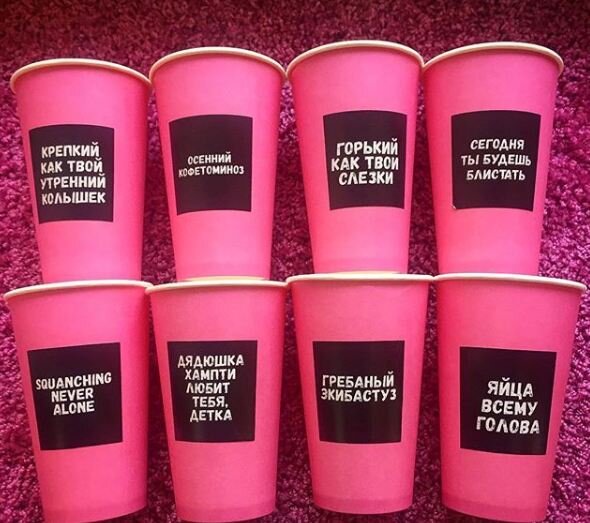 КРЕПКИЙ
КАК ТВОЙ
УТРЕННИЙ
КОЛЫШЕК
ОСЕННИЙ
КОФЕТОМИНОЗ
ГОРЬКИЙ
КАК ТВОИ
СЛЕЗКИ
СЕГОДНЯ
ТЫ БУДЕШЬ
БЛИСТАТЬ
SQUANCHING
NEVER
ALONE
ДЯДЮШКА
ХАМПТИ
ЛЮБИТ
ТЕБЯ,
ДЕТКА
ГРЕБАНЫЙ
ЭКИБАСТУЗ
ЯЙЦА
ВСЕМУ
ГОЛОВА